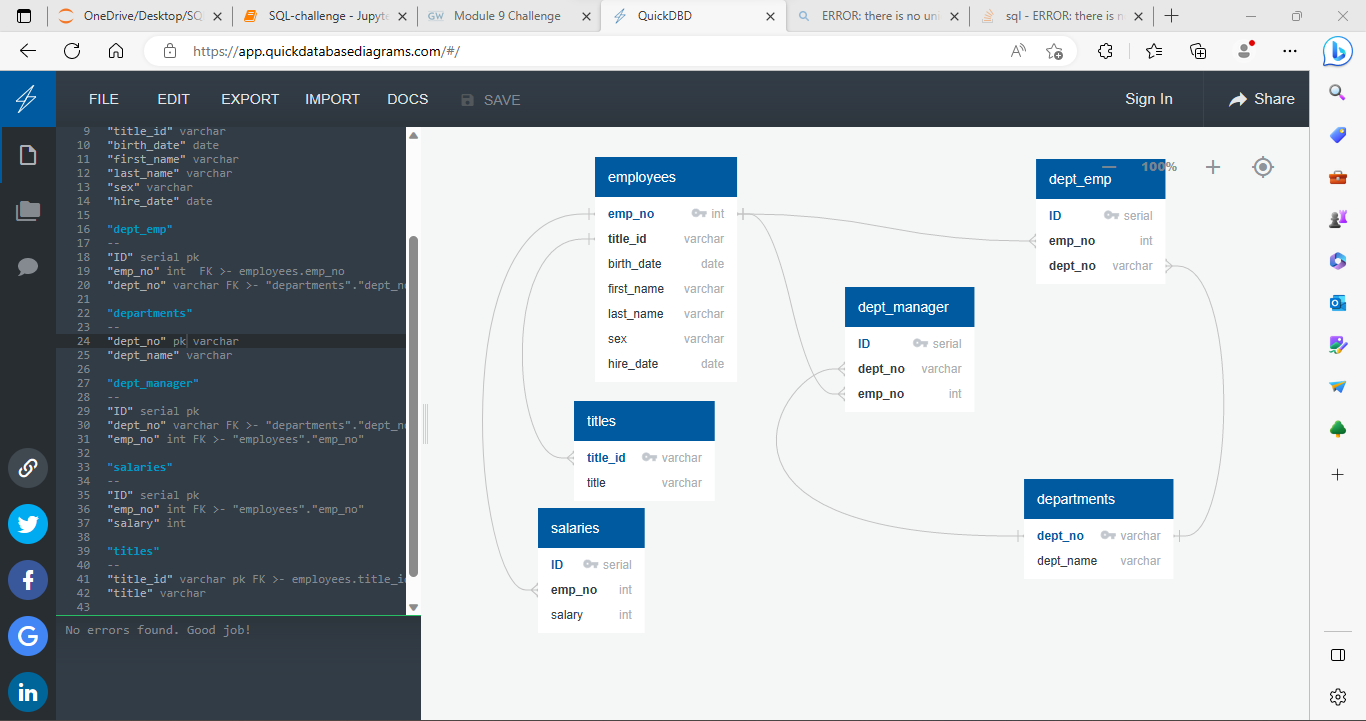 OneDrive/Desktop/SQ
SQL-challenge - Jupyte
GW Module 9 Challenge
QuickDBD
ERROR: there is no uni
sql - ERROR: there is n
https://app.quickdatabasediagrams.com/#/
FILE EDIT EXPORT IMPORT DOCS SAVE
Sign In Share
9 "title_id" varchar
10 "birth_date" date
11 "first_name" varchar
12 "last_name" varchar
13 "sex" varchar
14 "hire_date" date
15
16 "dept_emp"
17 --
18 "ID" serial pk
19 "emp_no" int  FK >- employees.emp_no
20 "dept_no" varchar FK >- "departments"."dept_n
21
22 "departments"
23 --
24 "dept_no" pk varchar
25 "dept_name" varchar
26
27 "dept_manager"
28 --
29 "ID" serial pk
30 "dept_no" varchar FK >- "departments"."dept_n
31 "emp_no" int FK >- "employees"."emp_no"
32
33 "salaries"
34 --
35 "ID" serial pk
36 "emp_no" int FK >- "employees"."emp_no"
37 "salary" int
38
39 "titles"
40 --
41 "title_id" varchar pk FK >- employees.title_i
42 "title" varchar
43
No errors found. Good job!
employees
emp_no int
title_id varchar
birth_date date
first_name varchar
last_name varchar
sex varchar
hire_date date
100%
dept_emp
ID serial
emp_no int
dept_no varchar
dept_manager
ID serial
dept_no varchar
emp_no int
titles
title_id varchar
title varchar
salaries
ID serial
emp_no int
salary int
departments
dept_no varchar
dept_name varchar